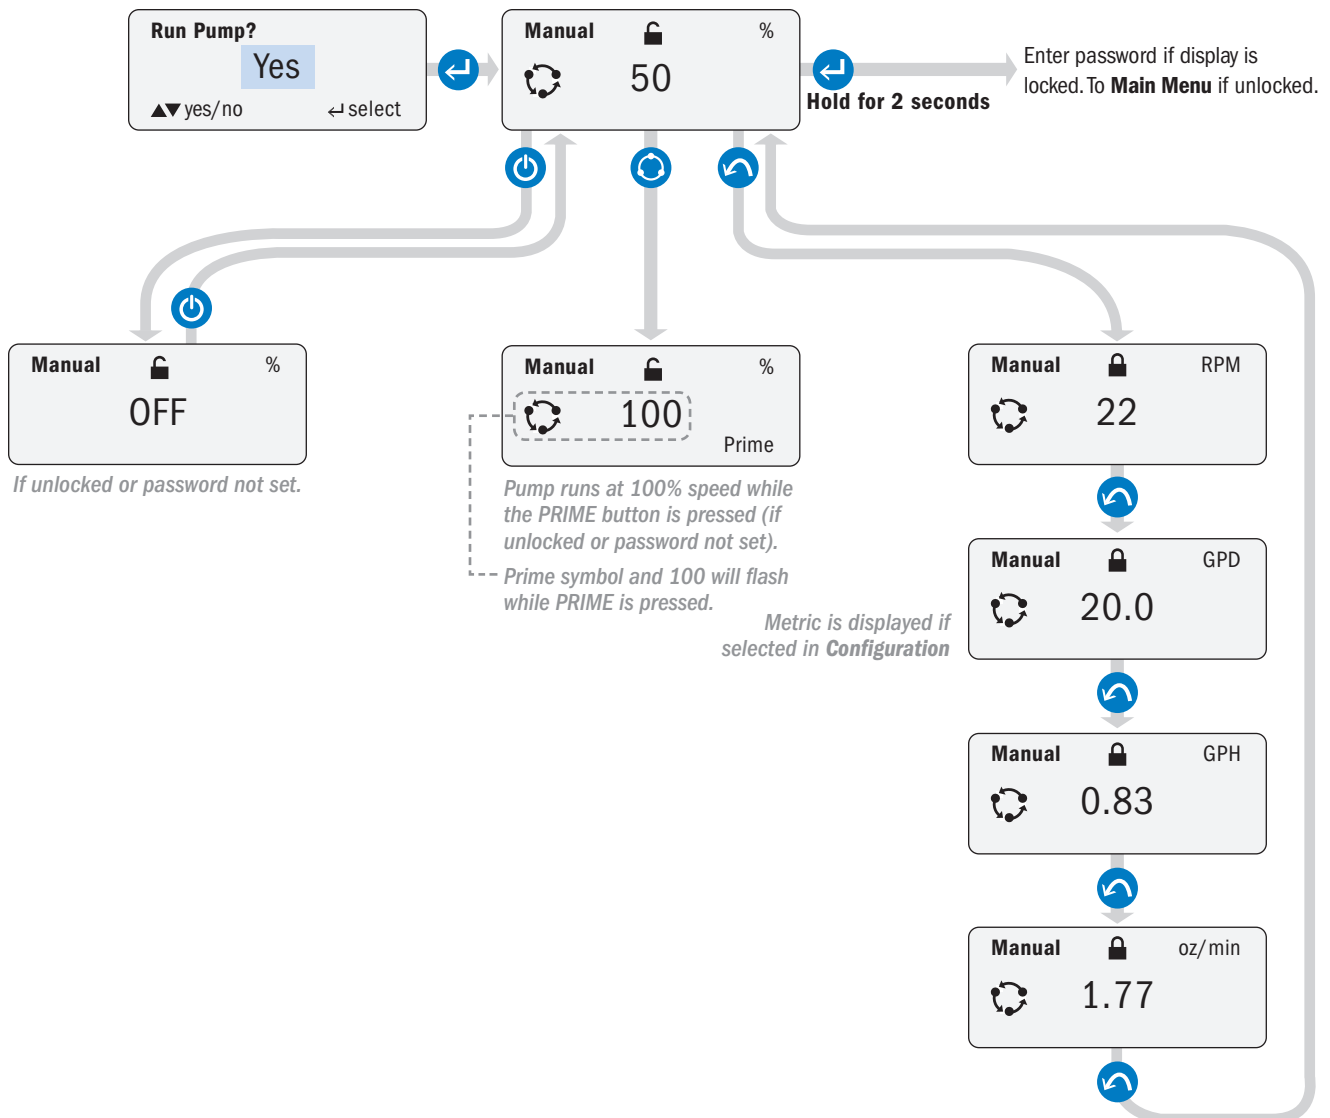 Run Pump?
Yes
▲▼ yes/no ↵ select
Manual %
50
Hold for 2 seconds
Enter password if display is
locked. To Main Menu if unlocked.
Manual %
OFF
If unlocked or password not set.
Manual %
100
Prime
Pump runs at 100% speed while
the PRIME button is pressed (if
unlocked or password not set).
Prime symbol and 100 will flash
while PRIME is pressed.
Manual RPM
22
Manual GPD
20.0
Metric is displayed if
selected in Configuration
Manual GPH
0.83
Manual oz/min
1.77